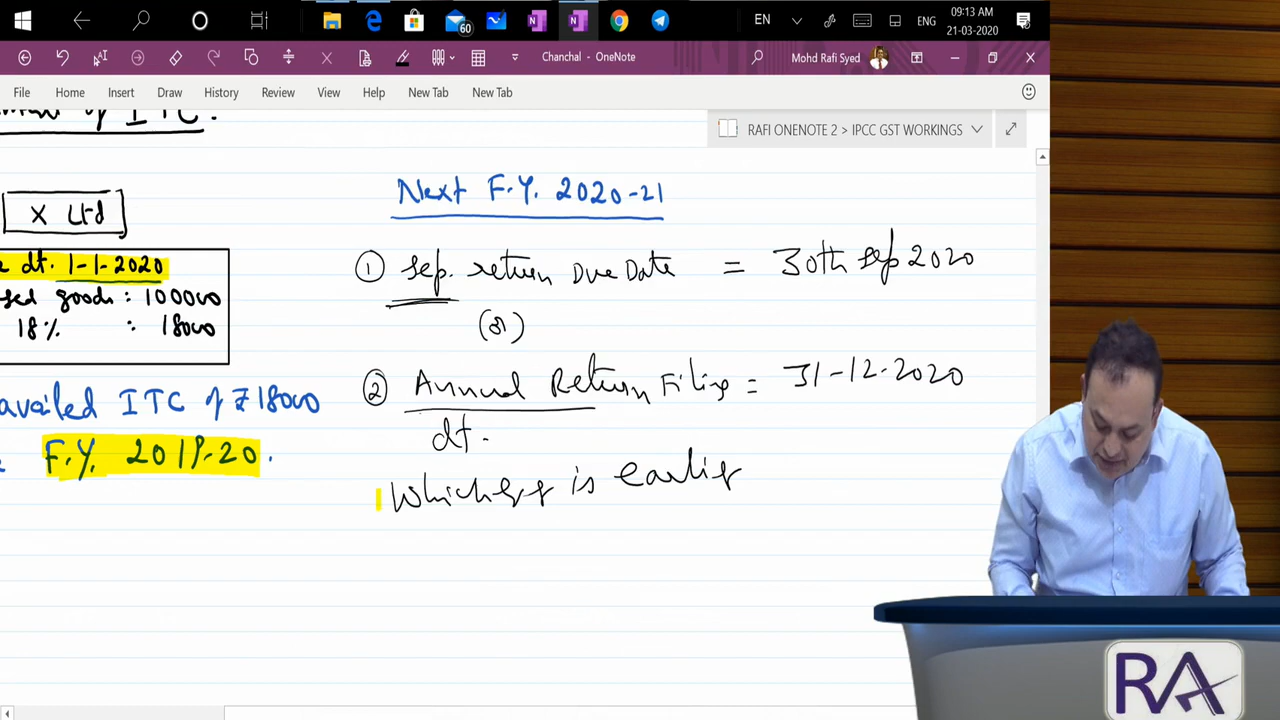 EN
ENG
09:13 AM
21-03-2020
60
Chanchal - OneNote
Mohd Rafi Syed
File Home Insert Draw History Review View Help New Tab New Tab
RAFI ONENOTE 2 > IPCC GST WORKINGS
of ITC.
X Ltd
dt. 1-1-2020
goods : 100000
18% : 18000
availed ITC of ₹18000
F.Y. 2019-20.
Next F.Y. 2020-21
① Sep. return Due Date = 30th Sep 2020
(or)
② Annual Return Filing = 31-12-2020
dt.
Whichever is earlier
RA